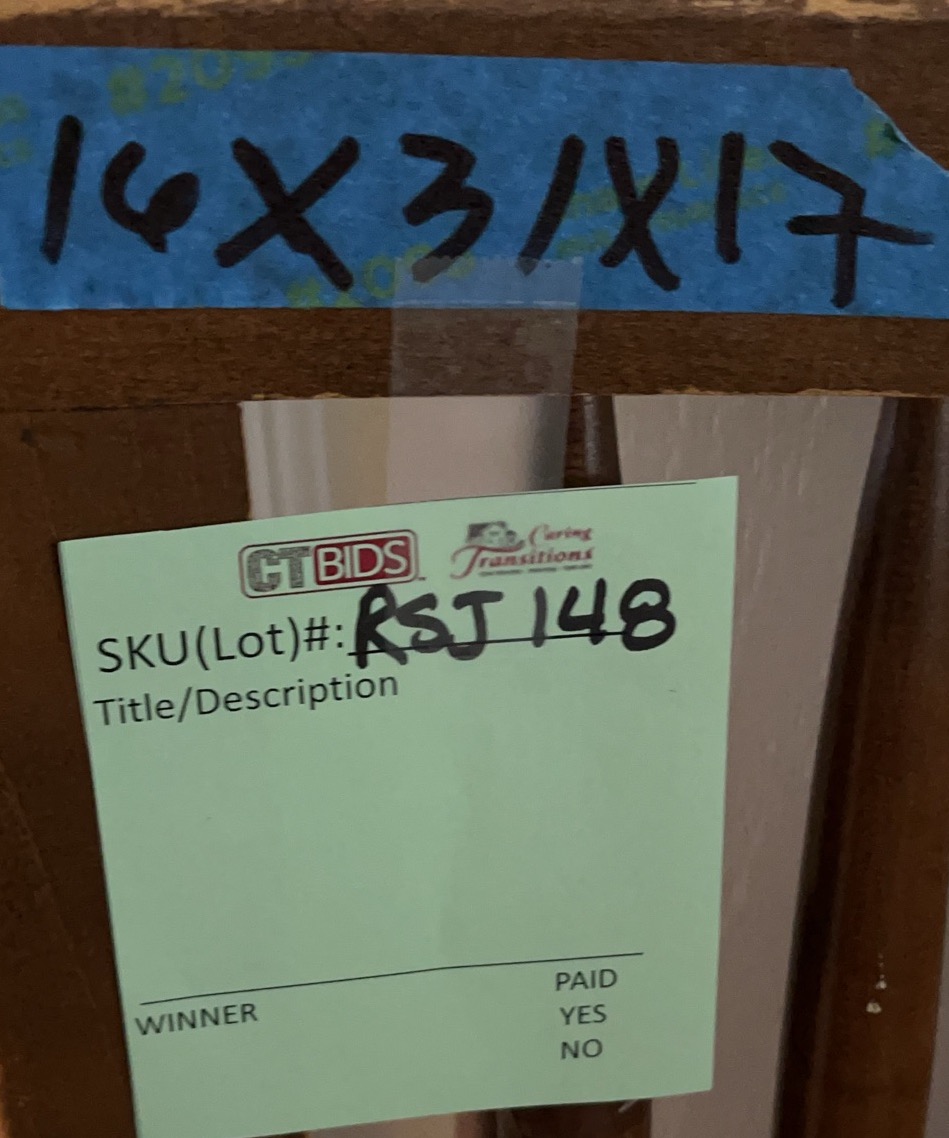 16X31X17
CTBIDS
Caring
Transitions
SKU(Lot)#: RSJ 148
Title/Description
PAID
WINNER
YES
NO